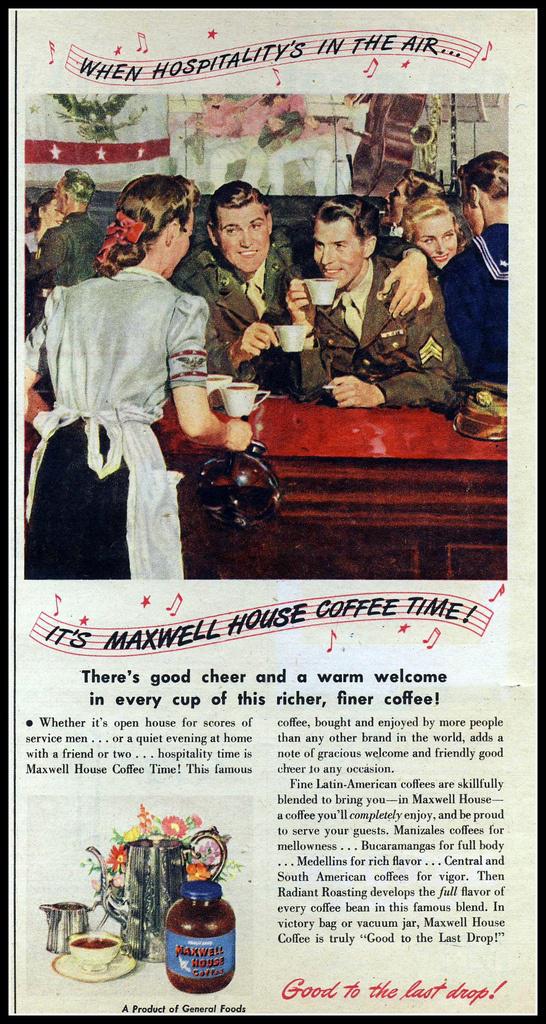 WHEN HOSPITALITY'S IN THE AIR...
IT'S MAXWELL HOUSE COFFEE TIME!
There's good cheer and a warm welcome
in every cup of this richer, finer coffee!
● Whether it's open house for scores of
service men . . . or a quiet evening at home
with a friend or two . . . hospitality time is
Maxwell House Coffee Time! This famous
coffee, bought and enjoyed by more people
than any other brand in the world, adds a
note of gracious welcome and friendly good
cheer to any occasion.
Fine Latin-American coffees are skillfully
blended to bring you—in Maxwell House—
a coffee you'll completely enjoy, and be proud
to serve your guests. Manizales coffees for
mellowness . . . Bucaramangas for full body
. . . Medellins for rich flavor . . . Central and
South American coffees for vigor. Then
Radiant Roasting develops the full flavor of
every coffee bean in this famous blend. In
victory bag or vacuum jar, Maxwell House
Coffee is truly "Good to the Last Drop!"
MAXWELL
HOUSE
COFFEE
A Product of General Foods
Good to the last drop!